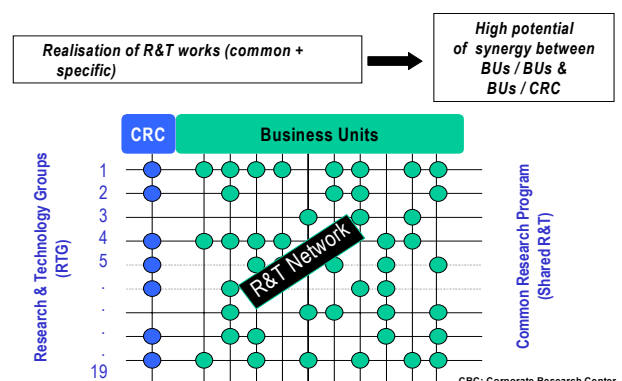 Realisation of R&T works (common +
specific)
High potential
of synergy between
BUs / BUs &
BUs / CRC
CRC
Business Units
Research & Technology Groups
(RTG)
1
2
3
4
5
.
.
.
.
19
R&T Network
Common Research Program
(Shared R&T)
CRC: Corporate Research Center